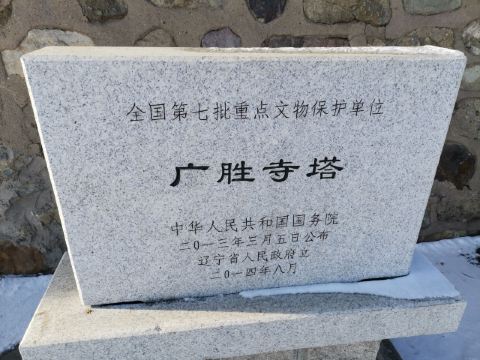 全国第七批重点文物保护单位
广胜寺塔
中华人民共和国国务院
二〇一三年三月五日公布
辽宁省人民政府立
二〇一四年八月